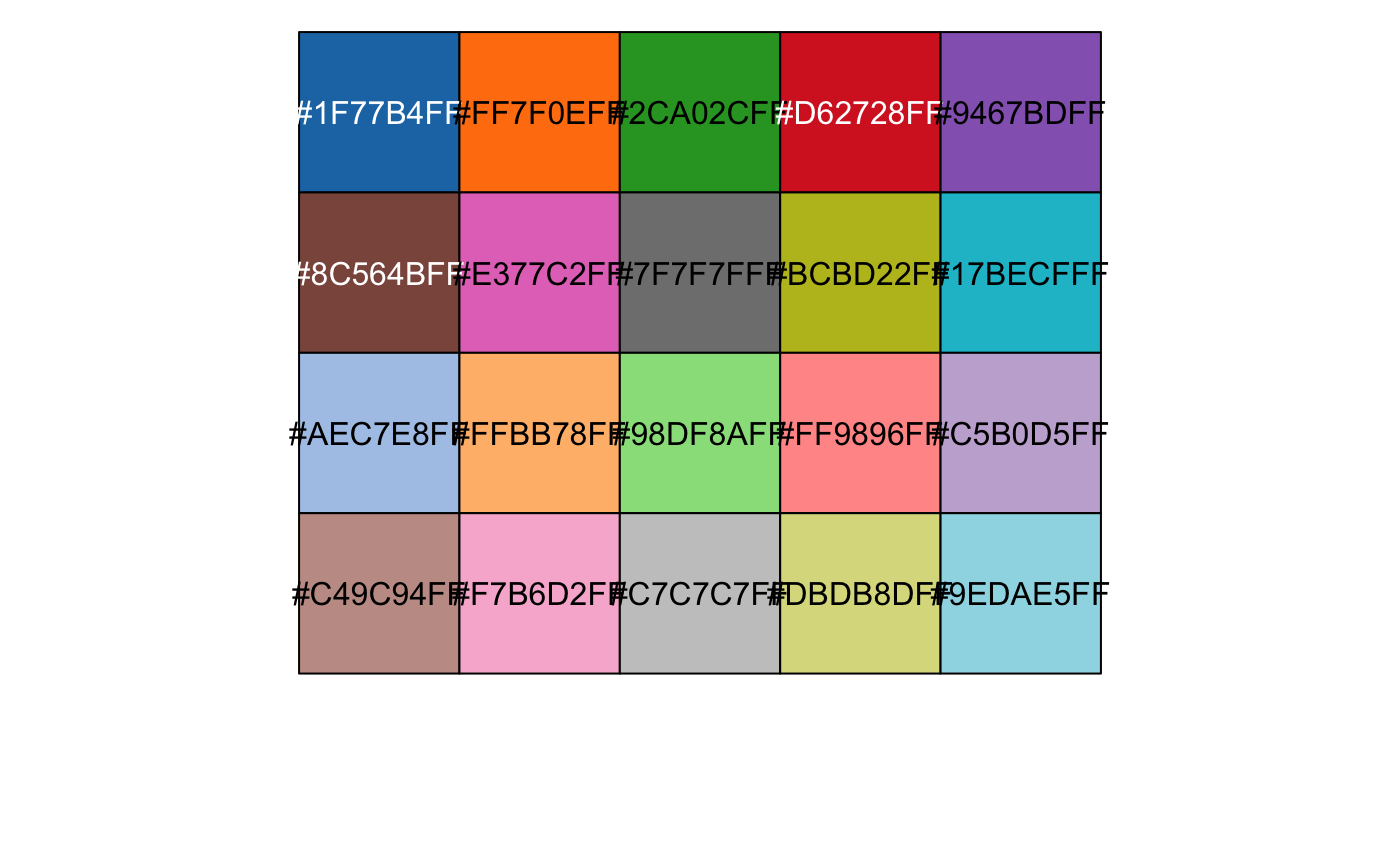 #1F77B4FF #FF7F0EFF #2CA02CFF #D62728FF #9467BDFF
#8C564BFF #E377C2FF #7F7F7FFF #BCBD22FF #17BECFFF
#AEC7E8FF #FFBB78FF #98DF8AFF #FF9896FF #C5B0D5FF
#C49C94FF #F7B6D2FF #C7C7C7FF #DBDB8DFF #9EDAE5FF